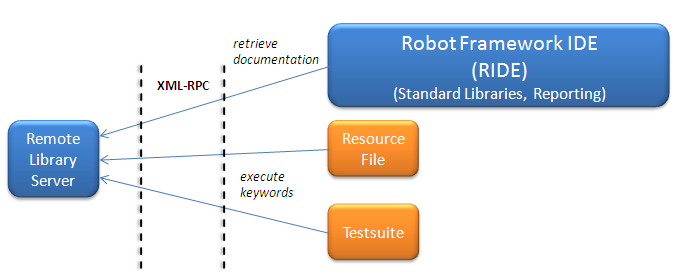 retrieve
documentation
Robot Framework IDE
(RIDE)
(Standard Libraries, Reporting)
XML-RPC
Remote
Library
Server
Resource
File
execute
keywords
Testsuite